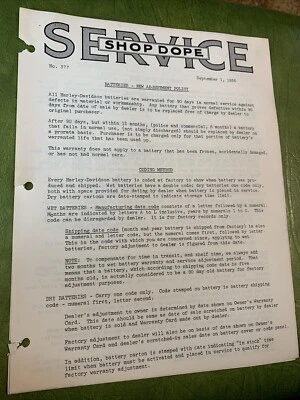 SERVICE
SHOP DOPE
No. 377
September 1, 1958
BATTERIES - NEW ADJUSTMENT POLICY
All Harley-Davidson batteries are warranted for 90 days in normal service against
defects in material or workmanship. Any battery that proves defective within 90
days from date of sale by dealer is to be replaced free of charge by dealer to
original purchaser.
After 90 days, but within 12 months, (police and commercial, 6 months) a battery
that fails in normal use, (not simply discharged) should be replaced by dealer on
a prorata basis. Purchaser is to be charged only for that portion of battery life
that has been used up.
This warranty does not apply to a battery that has been frozen, accidentally damaged,
or has not had normal care.
CODING METHOD
Every Harley-Davidson battery is coded at factory to show when battery was pro-
duced and shipped. Wet batteries have a double code; dry batteries one code only,
both with space provided for dating by dealer when battery is placed in service.
Dry battery cartons are date-stamped to indicate storage time limit.
WET BATTERIES - Manufacturing date code consists of a letter followed by a numeral.
Months are indicated by letters A to L inclusive, years by numerals 1 to 0. This
code can be disregarded by dealer. It is for factory records only.
Shipping date code (month and year battery is shipped from factory) is also
a numeral and letter code, but the numeral comes first, followed by letter.
This is the code with which you are concerned since, applying to wet
batteries, factory adjustment to dealer is figured from this date.
NOTE: To compensate for time in transit, and shelf time, we always add
two months to wet battery warranty and service adjustment period. This
means that a battery, which according to shipping code date is five
months old, is actually considered to be a 90 day old battery for factory
adjustment purposes.
DRY BATTERIES - Carry one code only. Code stamped on battery is shipping
code - numeral first, letter second.
Dealer's adjustment to owner is determined by date shown on Owner's Warranty
Card. This date should be same as date of sale scratched on battery by dealer
when battery is sold and Warranty Card made out by dealer.
Factory adjustment to dealer will also be on basis of date shown on Owner's
Warranty Card and dealer's scratched-in sales date on battery cover or code panel.
In addition, battery carton is stamped with date indicating "in stock" time
limit when battery must be activated and placed in service to qualify for
factory warranty adjustment.